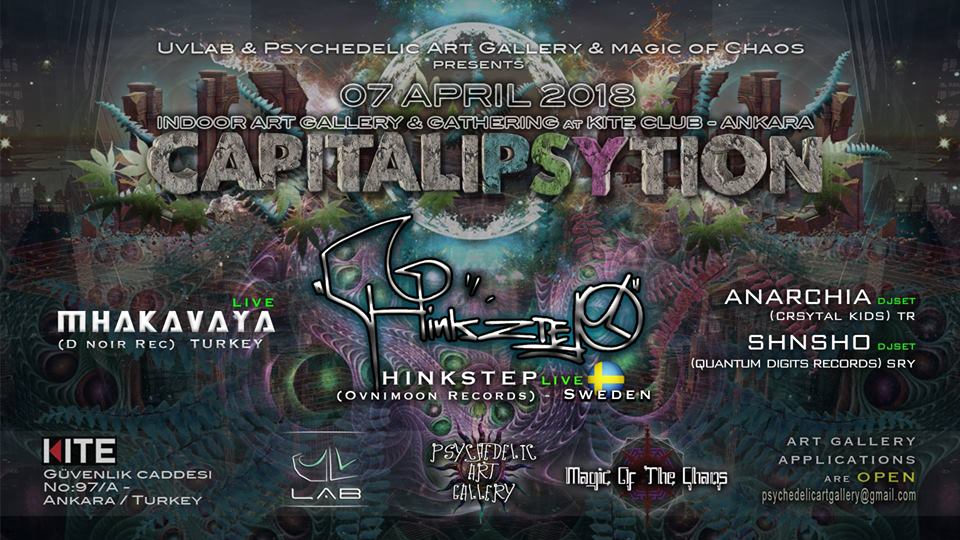 UvLab & Psychedelic Art Gallery & magic of Chaos
presents
07 APRIL 2018
INDOOR ART GALLERY & GATHERING at KITE CLUB - ANKARA
CAPITALIPSYTION
LIVE
MHAKAVAYA
(D NOIR REC) TURKEY
HINKSTEP LIVE
(Ovnimoon Records) - Sweden
ANARCHIA DJSET
(CRSYTAL KIDS) TR
SHNSHO DJSET
(QUANTUM DIGITS RECORDS) SRY
KITE
GÜVENLIK CADDESI
No:97/A -
ANKARA / TURKEY
UV
LAB
PSYCHEDELIC
ART
GALLERY
Magic Of The Chaos
ART GALLERY
APPLICATIONS
ARE OPEN
psychedelicartgallery@gmail.com